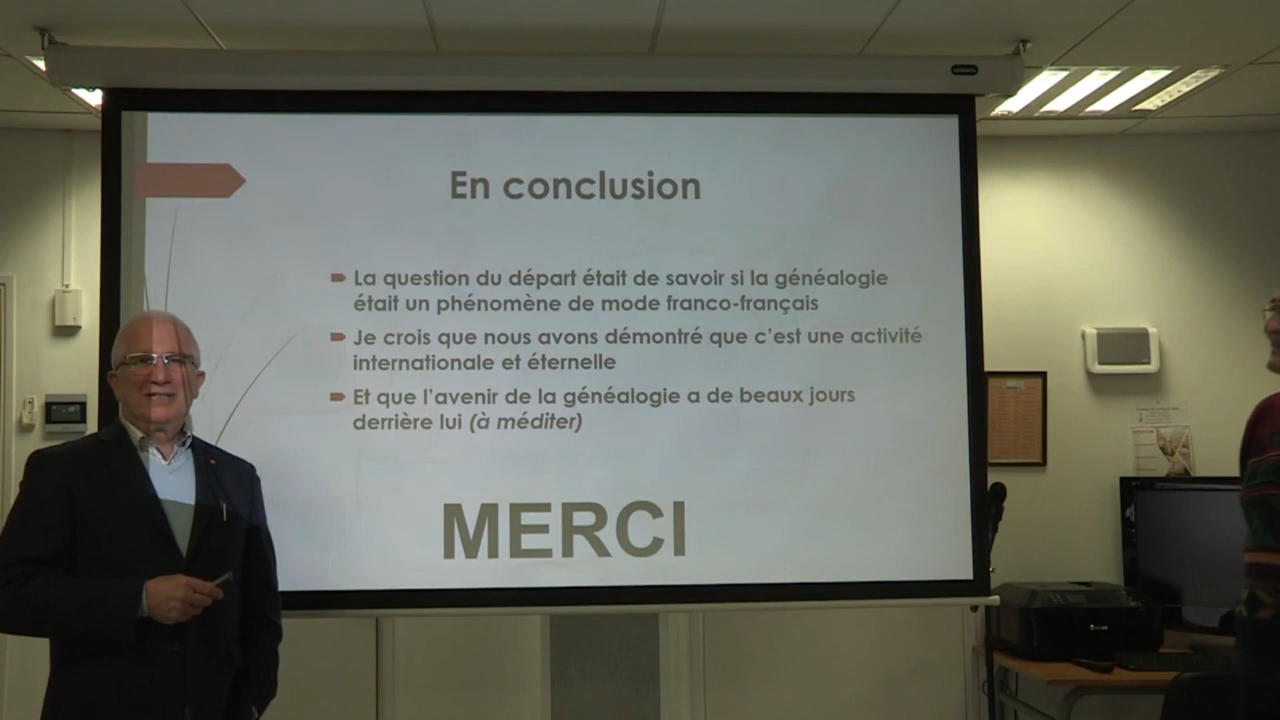 En conclusion
La question du départ était de savoir si la généalogie
était un phénomène de mode franco-français
Je crois que nous avons démontré que c'est une activité
internationale et éternelle
Et que l'avenir de la généalogie a de beaux jours
derrière lui (à méditer)
MERCI